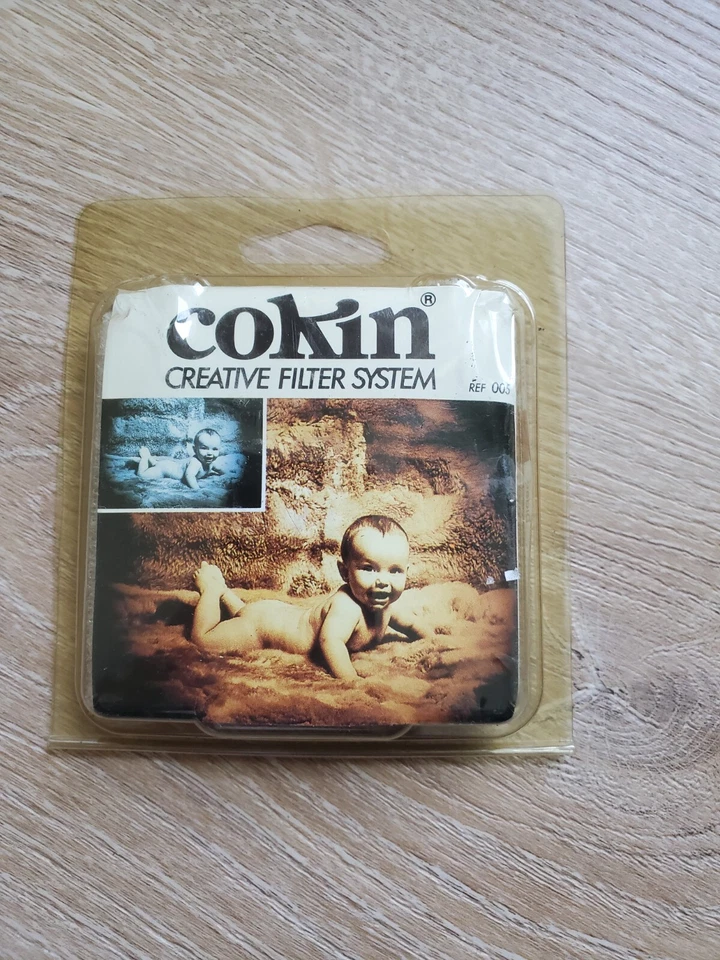 cokin®
CREATIVE FILTER SYSTEM
REF 005